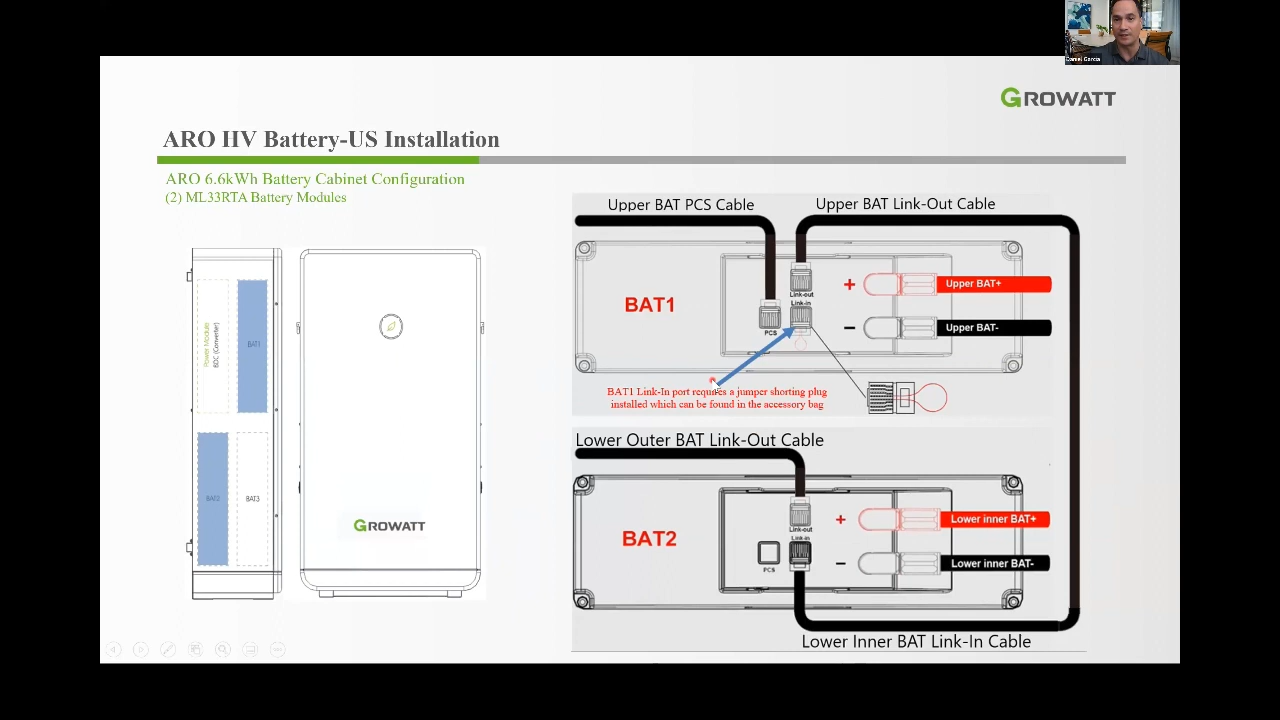 Daniel Garcia
GROWATT
ARO HV Battery-US Installation
ARO 6.6kWh Battery Cabinet Configuration
(2) ML33RTA Battery Modules
Power Module
BDC (Converter)
BAT1
BAT2
BAT3
GROWATT
Upper BAT PCS Cable
Upper BAT Link-Out Cable
BAT1
Link-out
Link-in
PCS
+
Upper BAT+
−
Upper BAT-
BAT1 Link-In port requires a jumper shorting plug
installed which can be found in the accessory bag
Lower Outer BAT Link-Out Cable
BAT2
Link-out
Link-in
PCS
+
Lower inner BAT+
−
Lower inner BAT-
Lower Inner BAT Link-In Cable